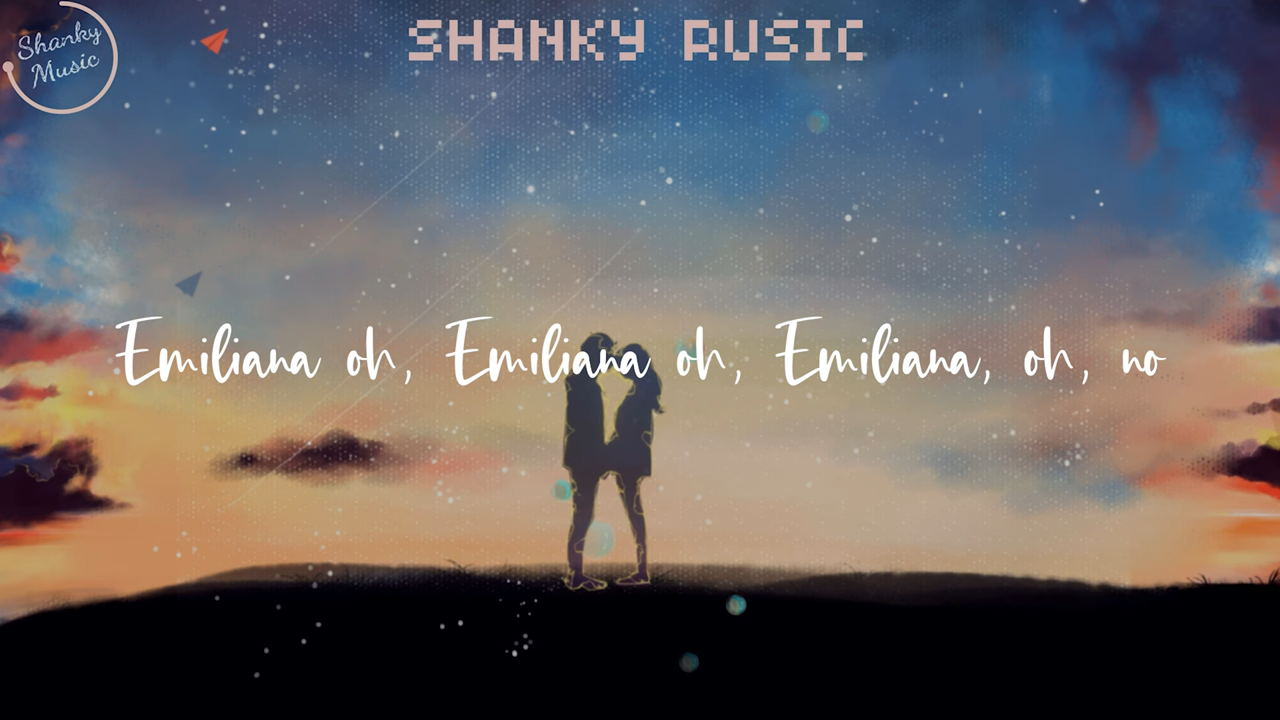 Shanky
Music
SHANKY RUSIC
Emiliana oh, Emiliana oh, Emiliana, oh, no